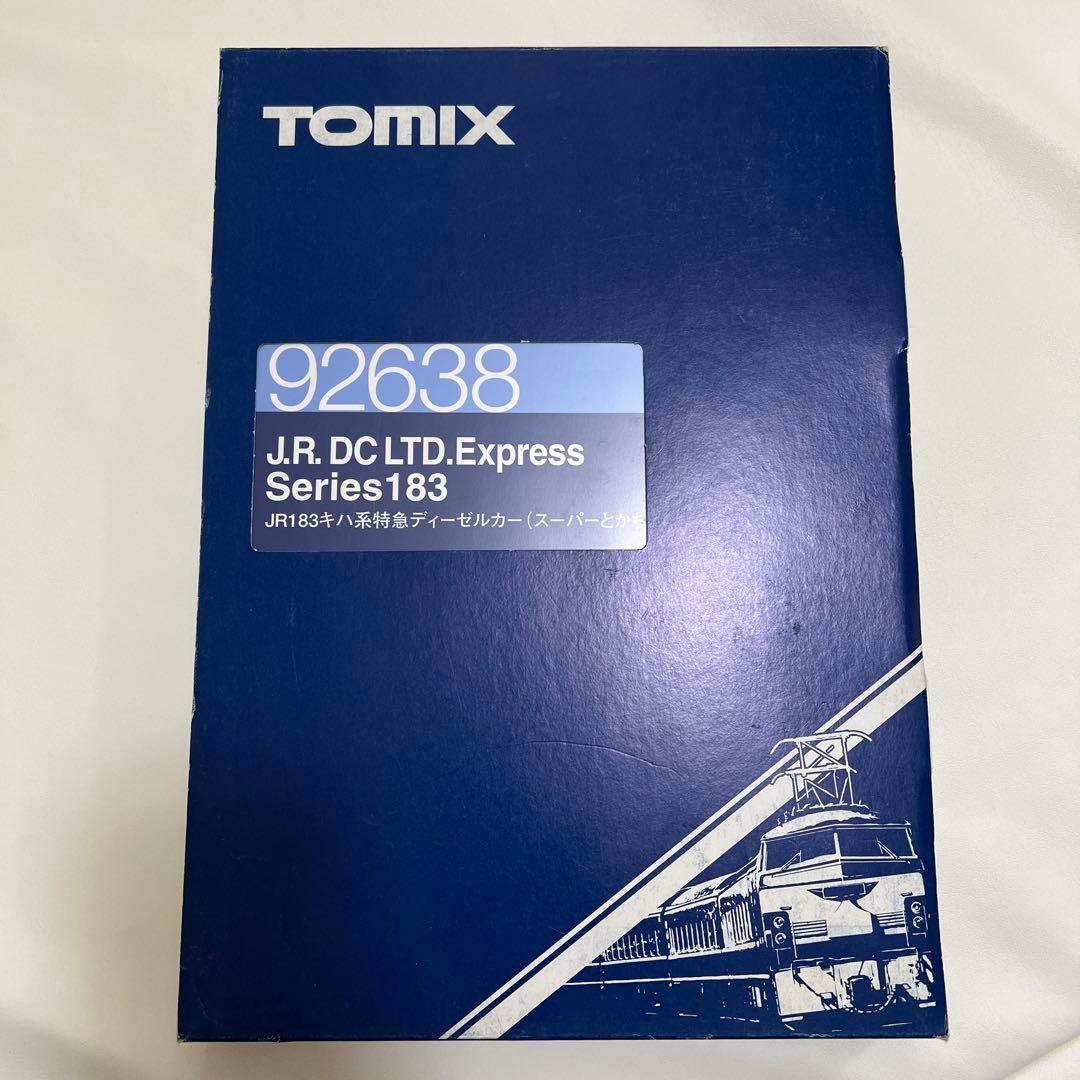 TOMIX
92638
J.R. DC LTD.Express
Series183
JR183キハ系特急ディーゼルカー(スーパーとかち